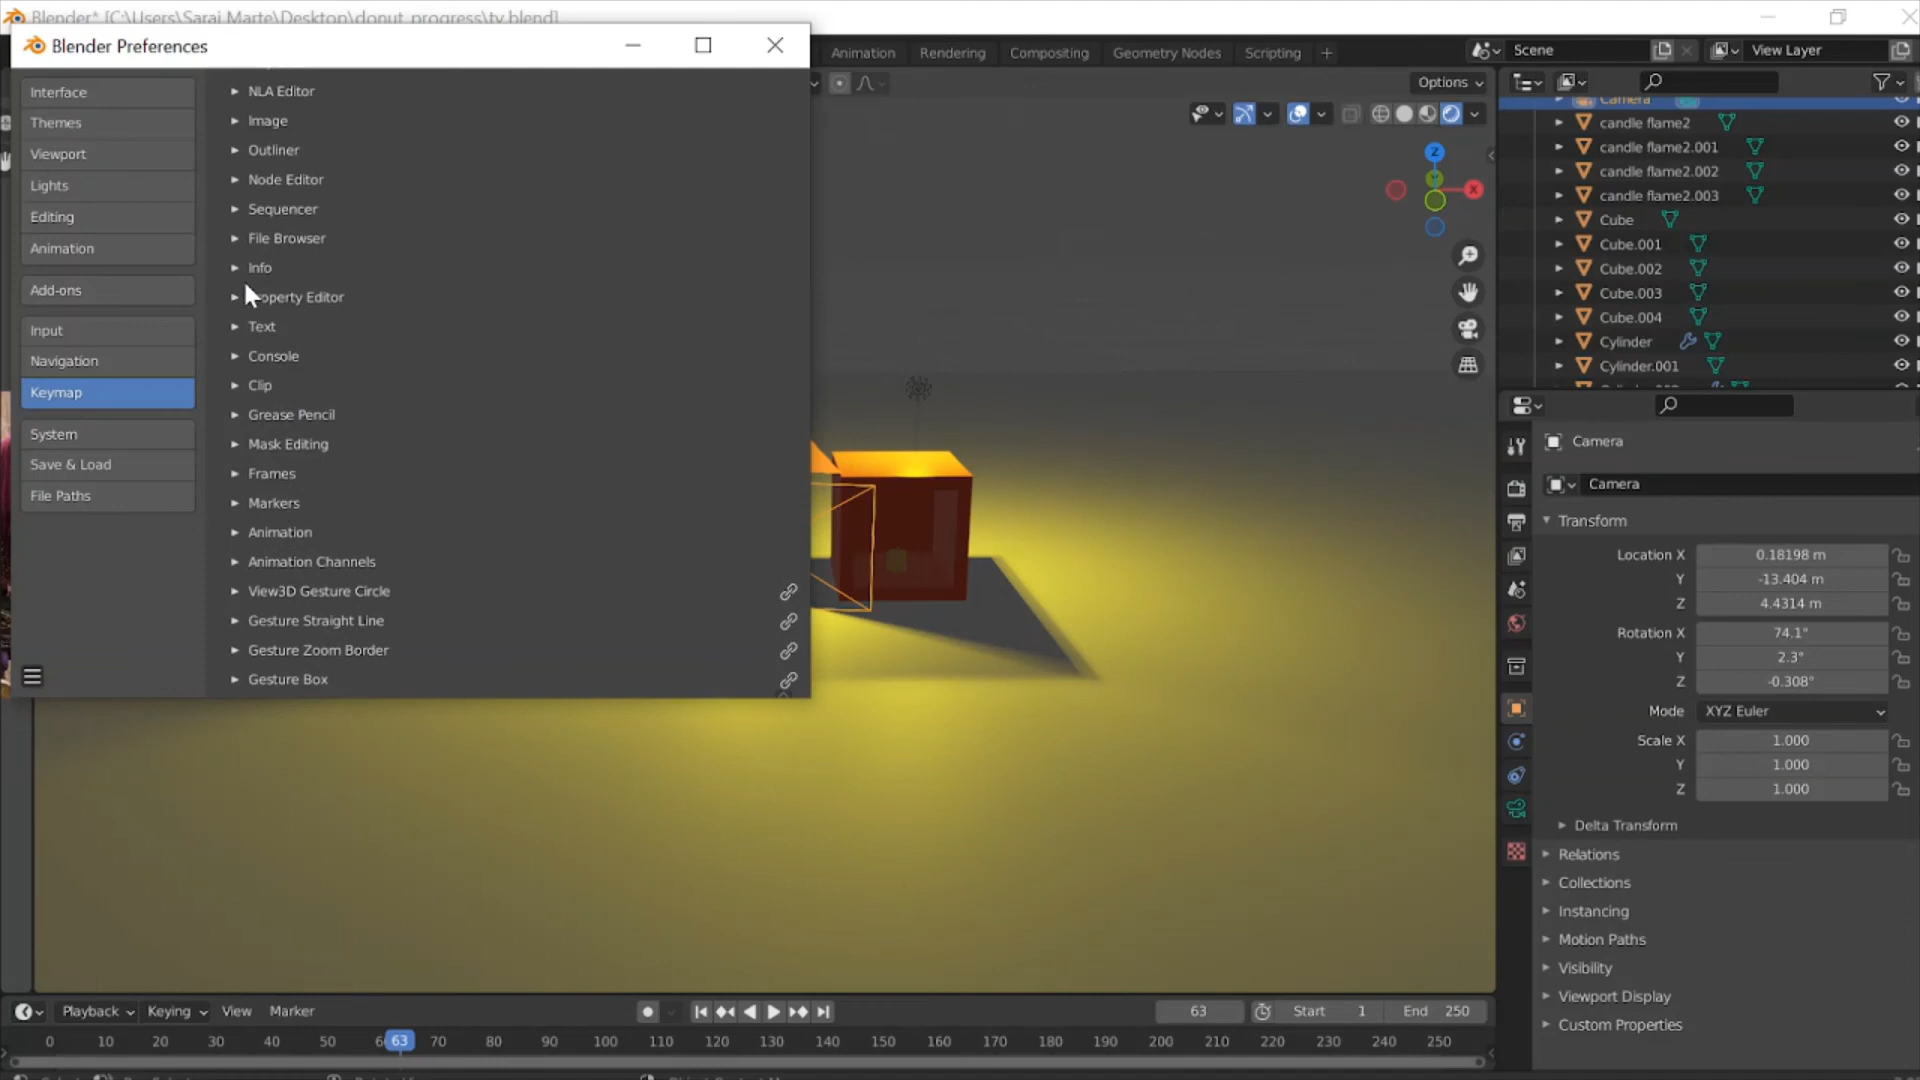 Blender* [C:\Users\Sarai Marte\Desktop\donut progress\tv.blend]
Blender Preferences
Animation
Rendering
Compositing
Geometry Nodes
Scripting
+
Scene
View Layer
Options
Interface
Themes
Viewport
Lights
Editing
Animation
Add-ons
Input
Navigation
Keymap
System
Save & Load
File Paths
NLA Editor
Image
Outliner
Node Editor
Sequencer
File Browser
Info
operty Editor
Text
Console
Clip
Grease Pencil
Mask Editing
Frames
Markers
Animation
Animation Channels
View3D Gesture Circle
Gesture Straight Line
Gesture Zoom Border
Gesture Box
Z
X
Camera
candle flame2
candle flame2.001
candle flame2.002
candle flame2.003
Cube
Cube.001
Cube.002
Cube.003
Cube.004
Cylinder
Cylinder.001
Camera
Camera
Transform
Location X 0.18198 m
Y -13.404 m
Z 4.4314 m
Rotation X 74.1°
Y 2.3°
Z -0.308°
Mode XYZ Euler
Scale X 1.000
Y 1.000
Z 1.000
Delta Transform
Relations
Collections
Instancing
Motion Paths
Visibility
Viewport Display
Custom Properties
Playback Keying View Marker
63 Start 1 End 250
0 10 20 30 40 50 6 63 70 80 90 100 110 120 130 140 150 160 170 180 190 200 210 220 230 240 250